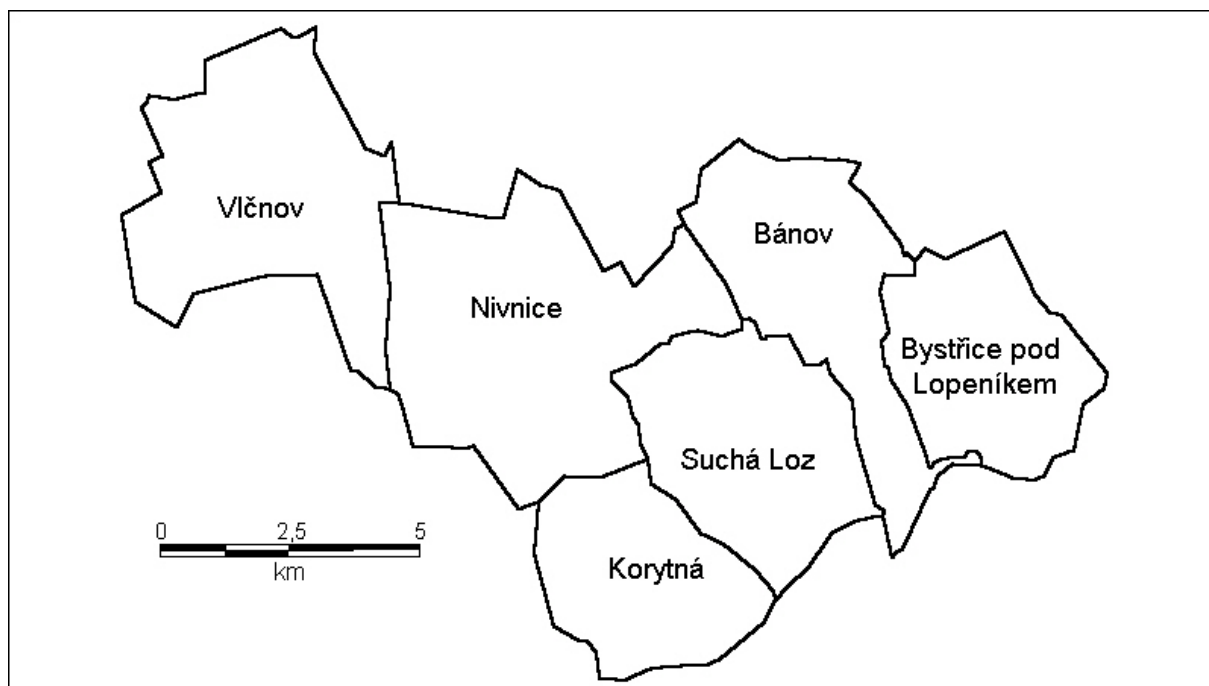 Vlčnov
Bánov
Nivnice
Bystřice pod
Lopeníkem
Suchá Loz
Korytná
0 2,5 5
km